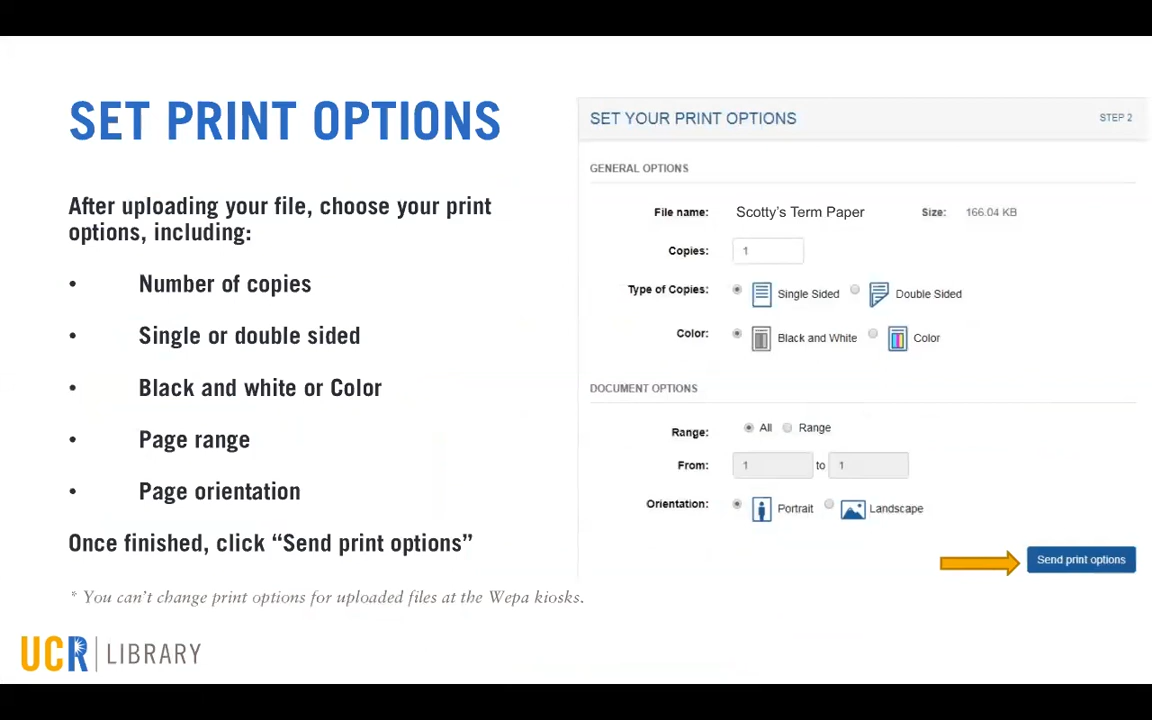 SET PRINT OPTIONS
After uploading your file, choose your print
options, including:
• Number of copies
• Single or double sided
• Black and white or Color
• Page range
• Page orientation
Once finished, click “Send print options”
* You can’t change print options for uploaded files at the Wepa kiosks.
UCR | LIBRARY
SET YOUR PRINT OPTIONS STEP 2
GENERAL OPTIONS
File name: Scotty’s Term Paper Size: 166.04 KB
Copies: 1
Type of Copies: Single Sided Double Sided
Color: Black and White Color
DOCUMENT OPTIONS
Range: All Range
From: 1 to 1
Orientation: Portrait Landscape
Send print options